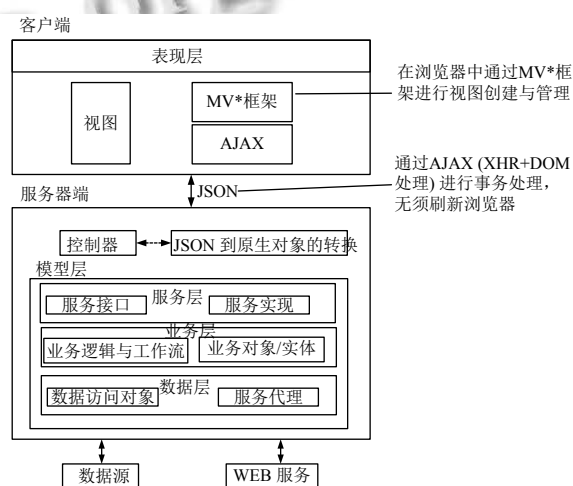 客户端
表现层
视图
MV*框架
AJAX
在浏览器中通过MV*框
架进行视图创建与管理
JSON
通过AJAX (XHR+DOM
处理) 进行事务处理，
无须刷新浏览器
服务器端
控制器
JSON 到原生对象的转换
模型层
服务层
服务接口
服务实现
业务层
业务逻辑与工作流
业务对象/实体
数据层
数据访问对象
服务代理
数据源
WEB 服务